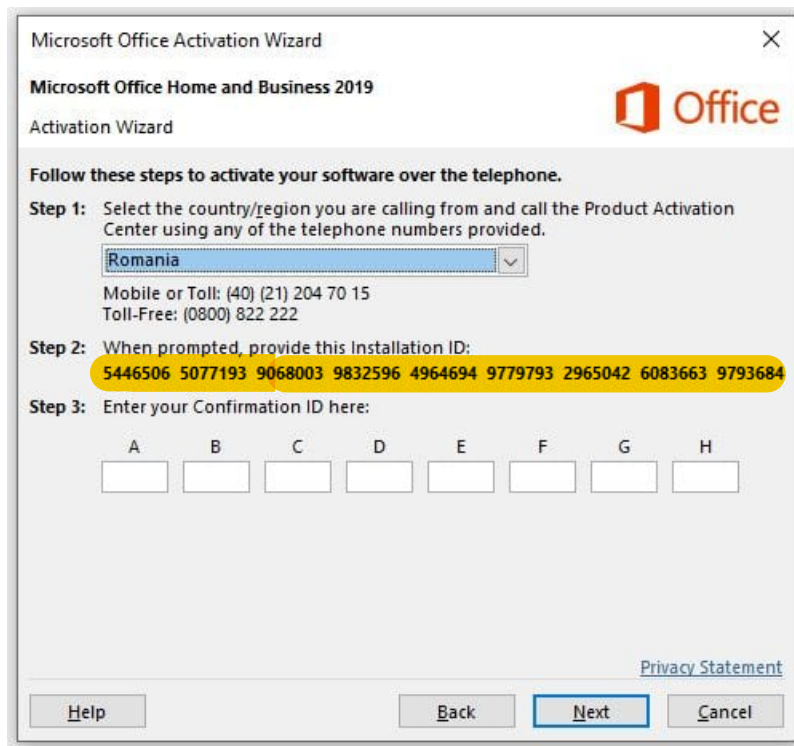 Microsoft Office Activation Wizard
Microsoft Office Home and Business 2019
Office
Activation Wizard
Follow these steps to activate your software over the telephone.
Step 1: Select the country/region you are calling from and call the Product Activation
Center using any of the telephone numbers provided.
Romania
Mobile or Toll: (40) (21) 204 70 15
Toll-Free: (0800) 822 222
Step 2: When prompted, provide this Installation ID:
5446506 5077193 9068003 9832596 4964694 9779793 2965042 6083663 9793684
Step 3: Enter your Confirmation ID here:
A B C D E F G H
Privacy Statement
Help Back Next Cancel